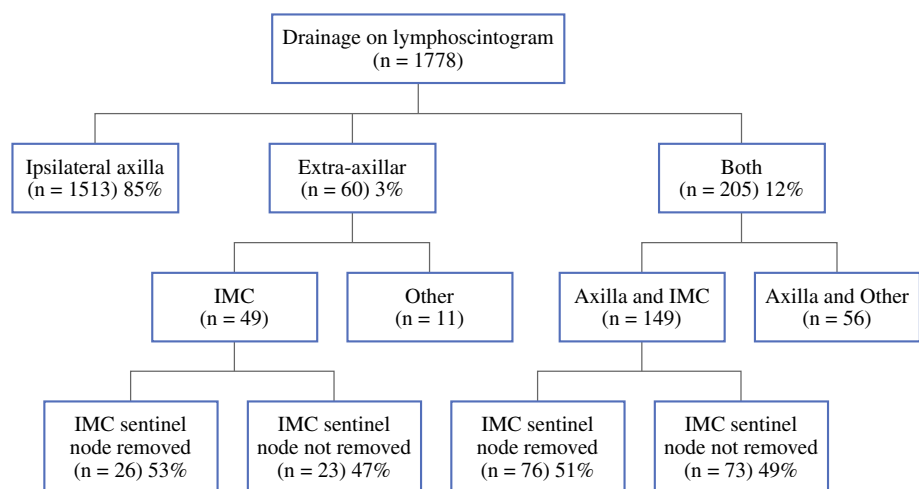 Drainage on lymphoscintogram
(n = 1778)
Ipsilateral axilla
(n = 1513) 85%
Extra-axillar
(n = 60) 3%
Both
(n = 205) 12%
IMC
(n = 49)
Other
(n = 11)
Axilla and IMC
(n = 149)
Axilla and Other
(n = 56)
IMC sentinel
node removed
(n = 26) 53%
IMC sentinel
node not removed
(n = 23) 47%
IMC sentinel
node removed
(n = 76) 51%
IMC sentinel
node not removed
(n = 73) 49%